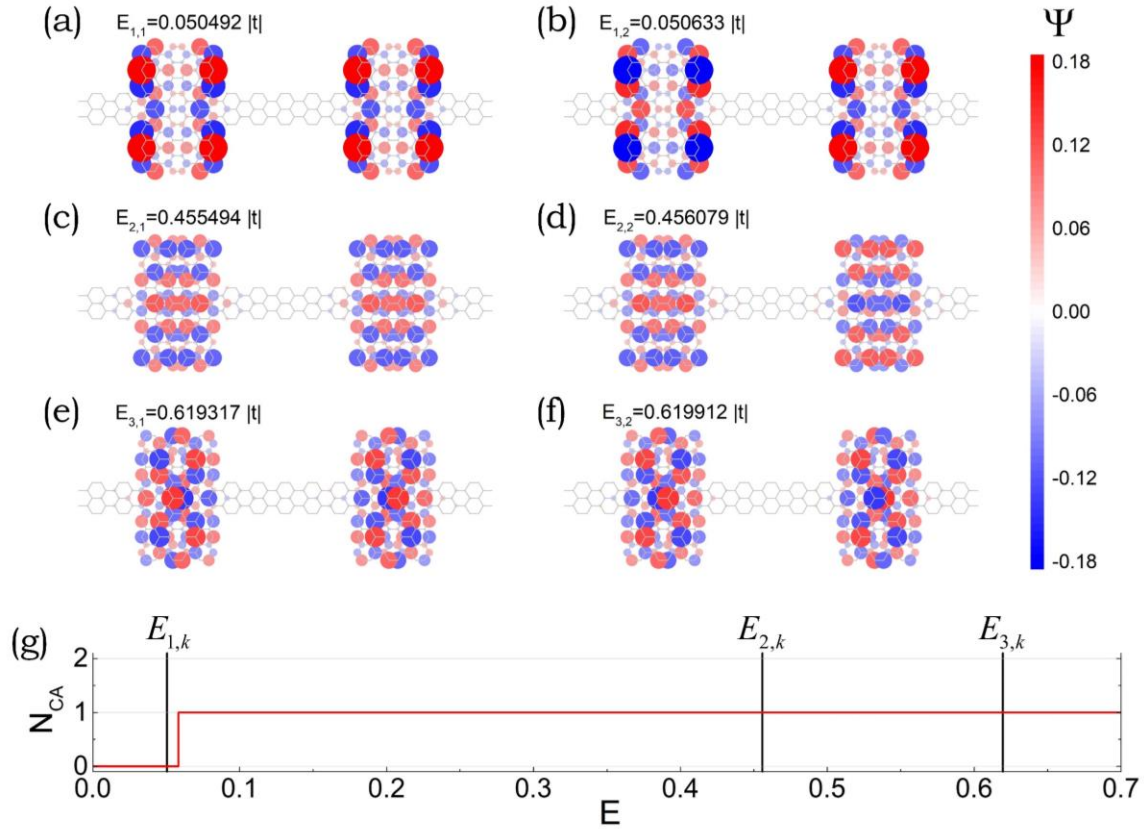 (a) E1,1=0.050492 |t|
(b) E1,2=0.050633 |t|
Ψ
0.18
0.12
0.06
0.00
-0.06
-0.12
-0.18
(c) E2,1=0.455494 |t|
(d) E2,2=0.456079 |t|
(e) E3,1=0.619317 |t|
(f) E3,2=0.619912 |t|
(g)
E1,k E2,k E3,k
NCA
2
1
0
0.0 0.1 0.2 0.3 0.4 0.5 0.6 0.7
E